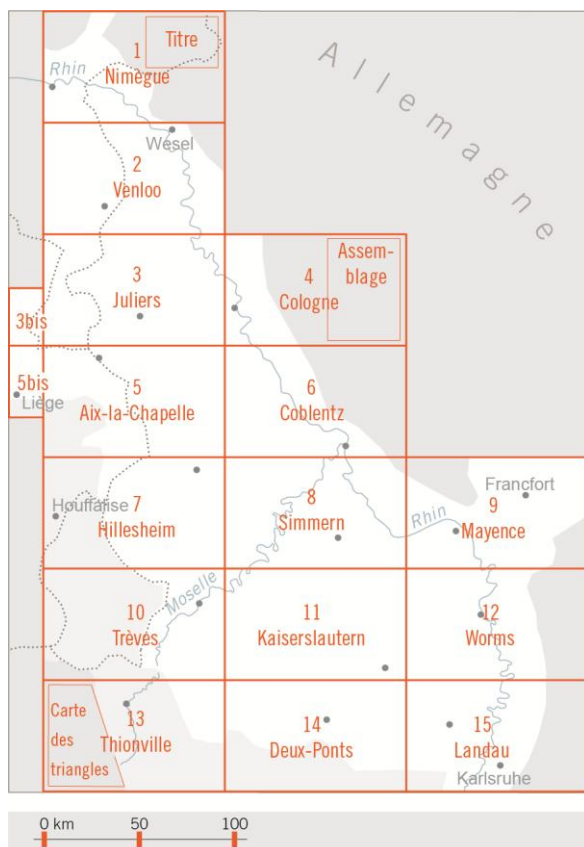 Allemagne
1
Nimègue
Titre
Rhin
Wesel
2
Venloo
3
Juliers
4
Cologne
Assem-
blage
3bis
5bis
Liège
5
Aix-la-Chapelle
6
Coblentz
Houffalise
7
Hillesheim
8
Simmern
Rhin
Francfort
9
Mayence
Moselle
10
Trèves
11
Kaiserslautern
12
Worms
Carte
des
triangles
13
Thionville
14
Deux-Ponts
15
Landau
Karlsruhe
0 km 50 100